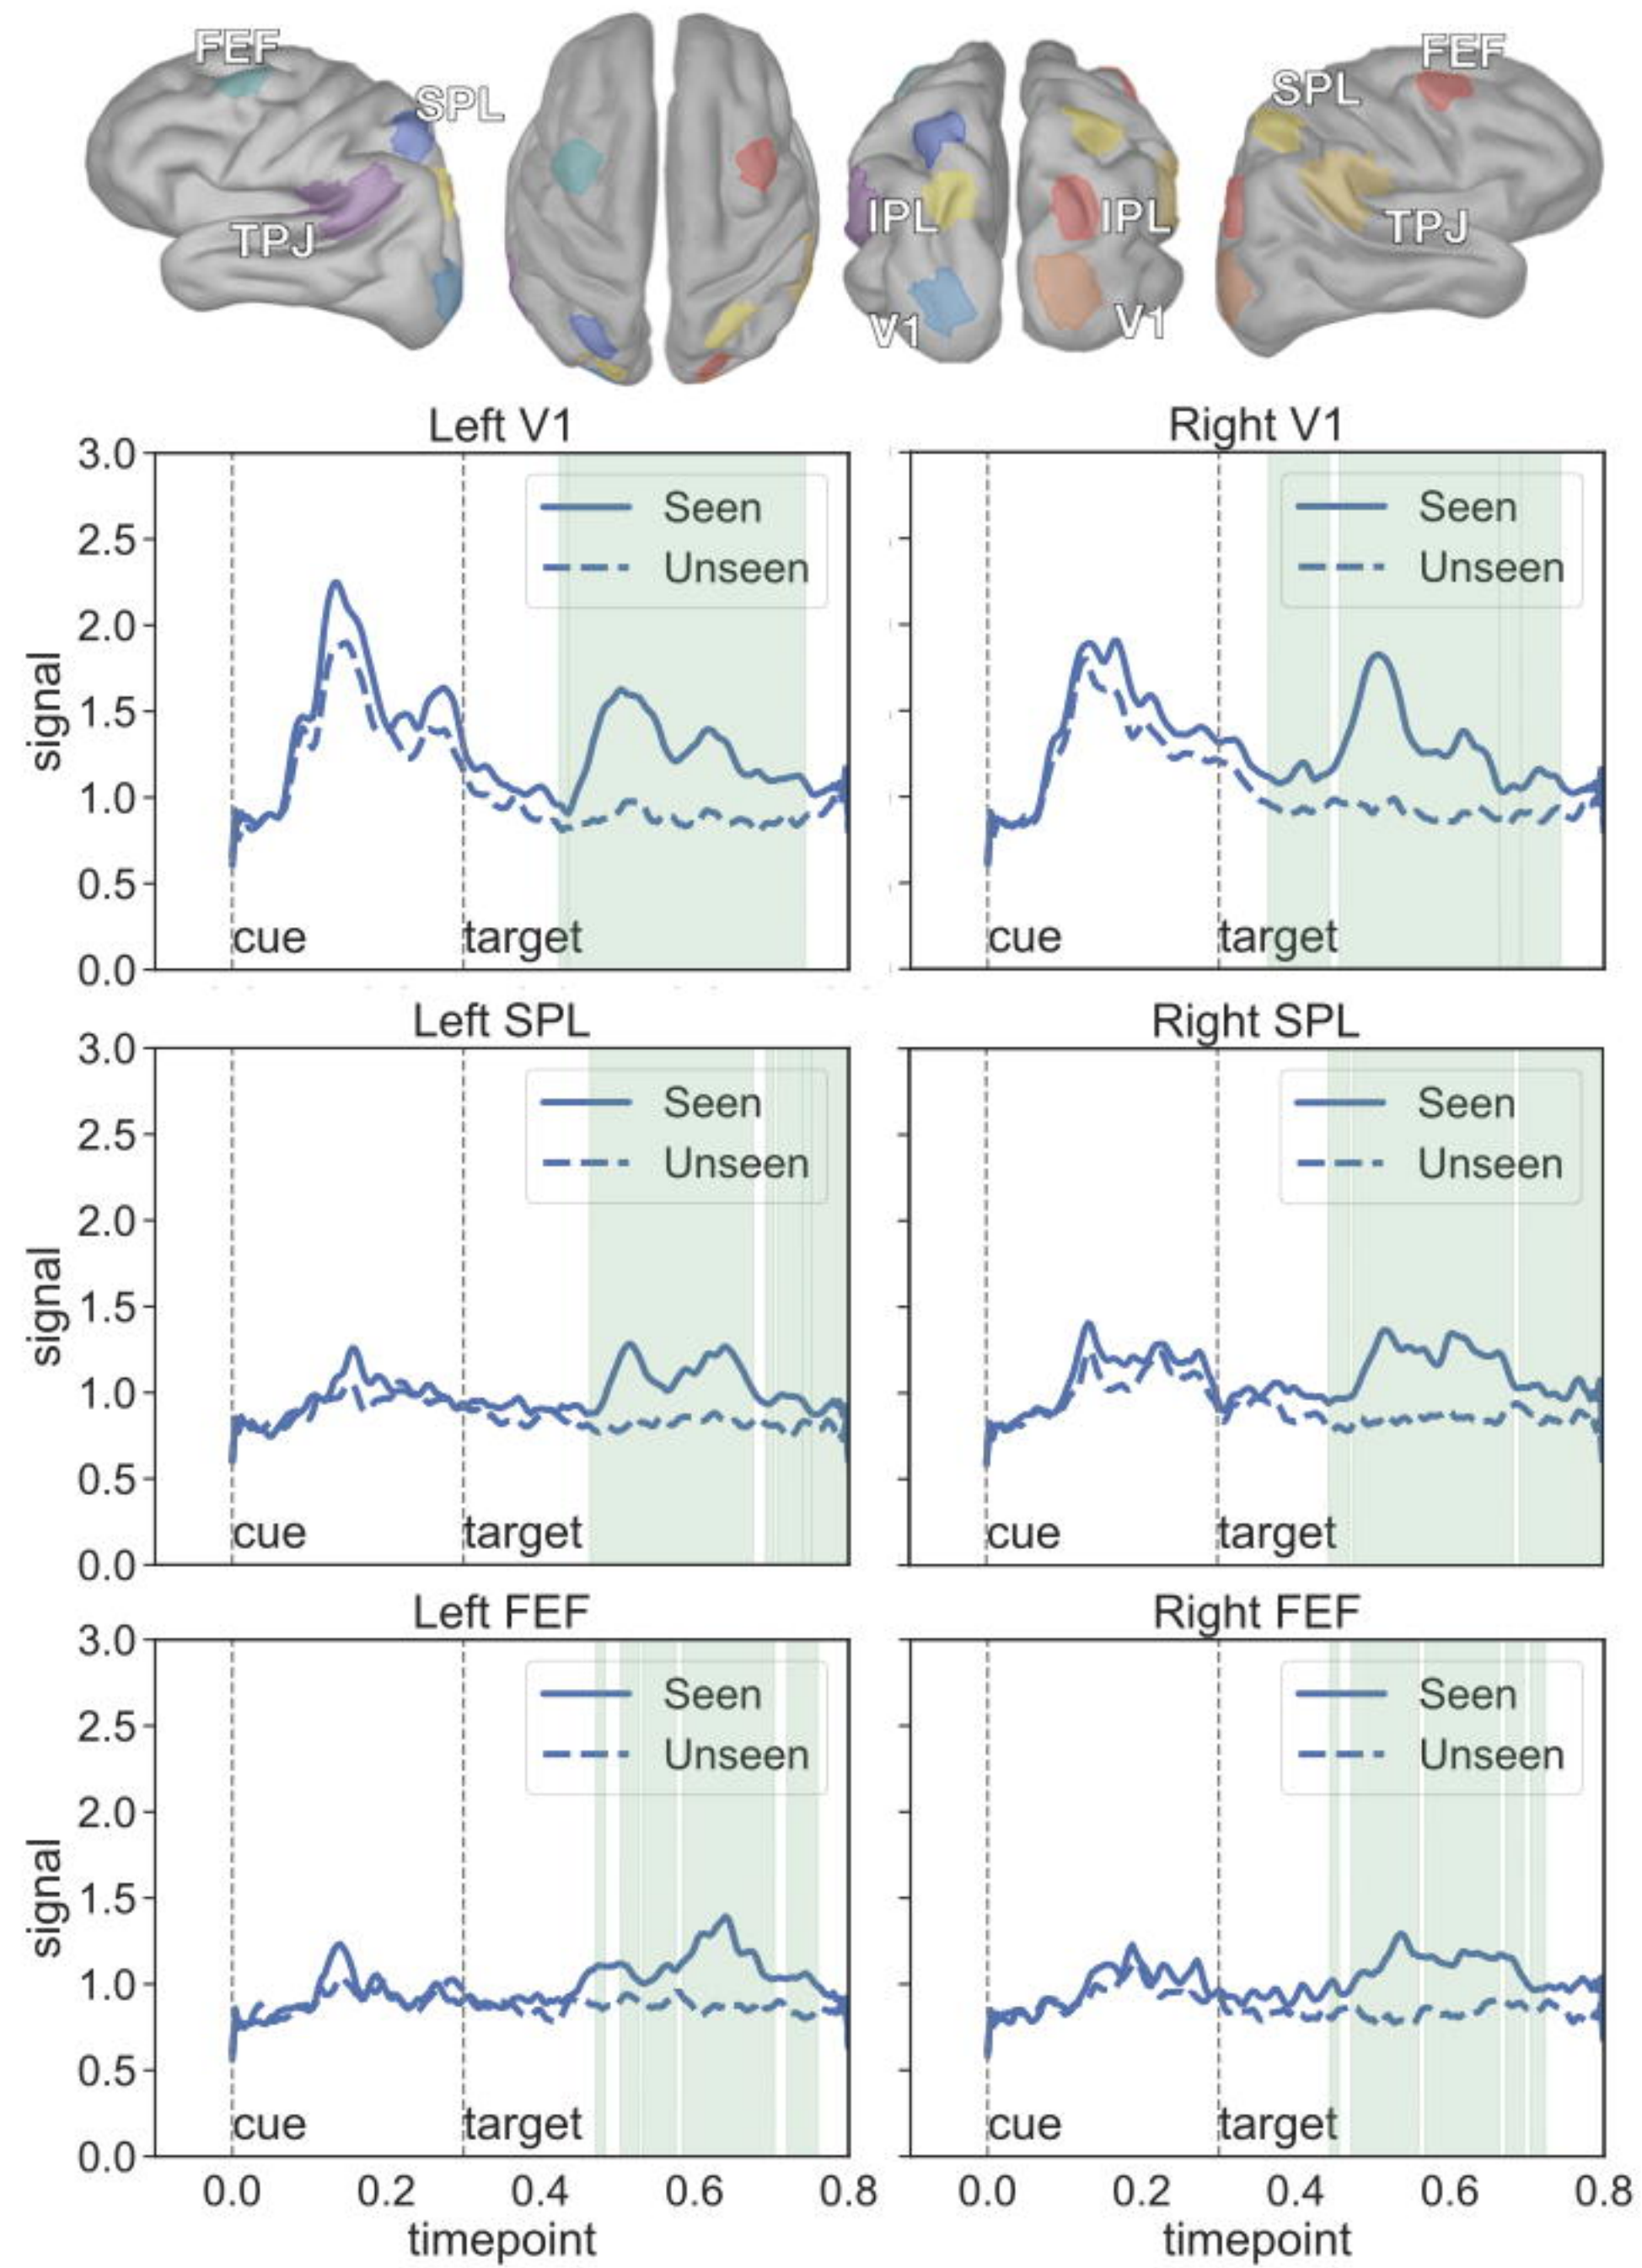 FEF
SPL
TPJ
IPL
IPL
V1
V1
SPL
FEF
TPJ
Left V1
Right V1
3.0
2.5
2.0
1.5
1.0
0.5
0.0
signal
Seen
Unseen
cue
target
Seen
Unseen
cue
target
Left SPL
Right SPL
3.0
2.5
2.0
1.5
1.0
0.5
0.0
signal
Seen
Unseen
cue
target
Seen
Unseen
cue
target
Left FEF
Right FEF
3.0
2.5
2.0
1.5
1.0
0.5
0.0
signal
Seen
Unseen
cue
target
Seen
Unseen
cue
target
0.0 0.2 0.4 0.6 0.8
0.0 0.2 0.4 0.6 0.8
timepoint
timepoint